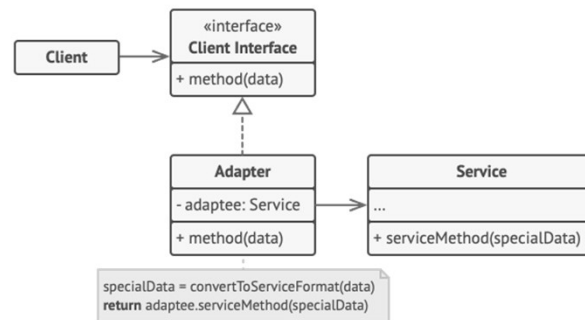 «interface»
Client Interface
Client
+ method(data)
Adapter
- adaptee: Service
+ method(data)
Service
...
+ serviceMethod(specialData)
specialData = convertToServiceFormat(data)
return adaptee.serviceMethod(specialData)